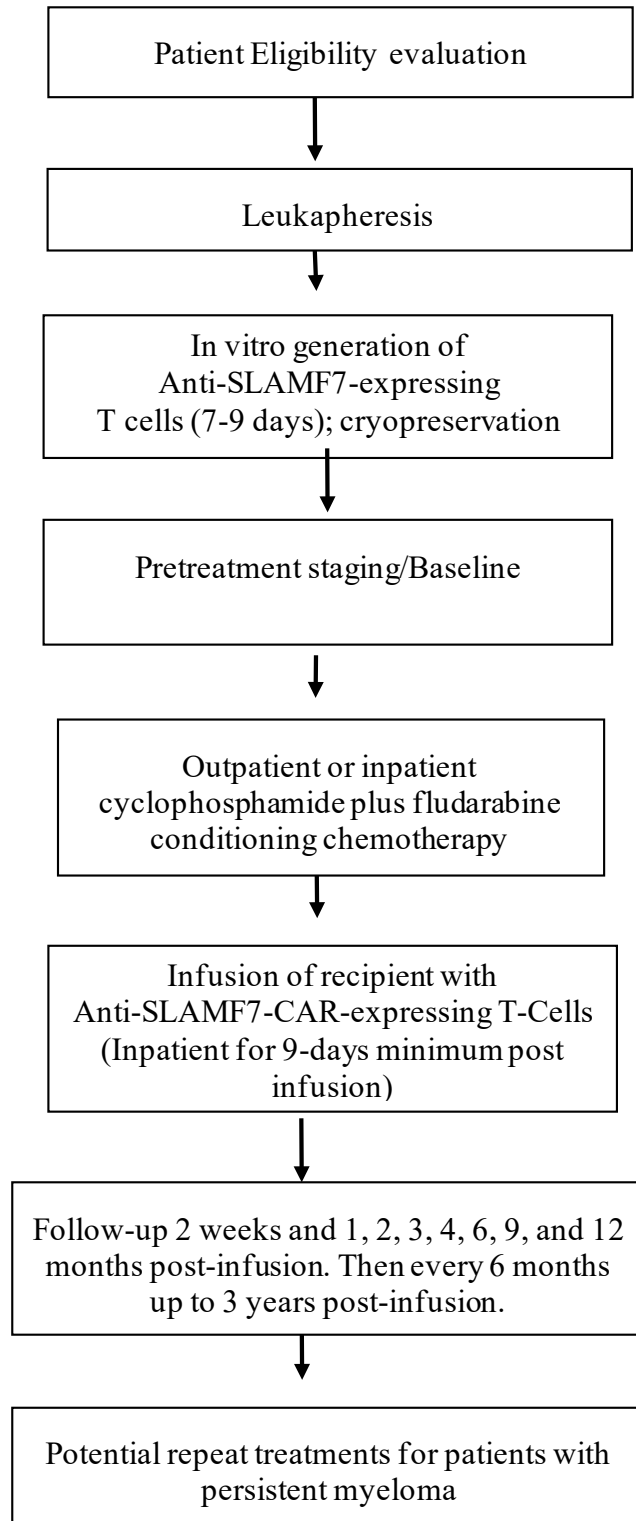 Patient Eligibility evaluation
Leukapheresis
In vitro generation of
Anti-SLAMF7-expressing
T cells (7-9 days); cryopreservation
Pretreatment staging/Baseline
Outpatient or inpatient
cyclophosphamide plus fludarabine
conditioning chemotherapy
Infusion of recipient with
Anti-SLAMF7-CAR-expressing T-Cells
(Inpatient for 9-days minimum post
infusion)
Follow-up 2 weeks and 1, 2, 3, 4, 6, 9, and 12
months post-infusion. Then every 6 months
up to 3 years post-infusion.
Potential repeat treatments for patients with
persistent myeloma